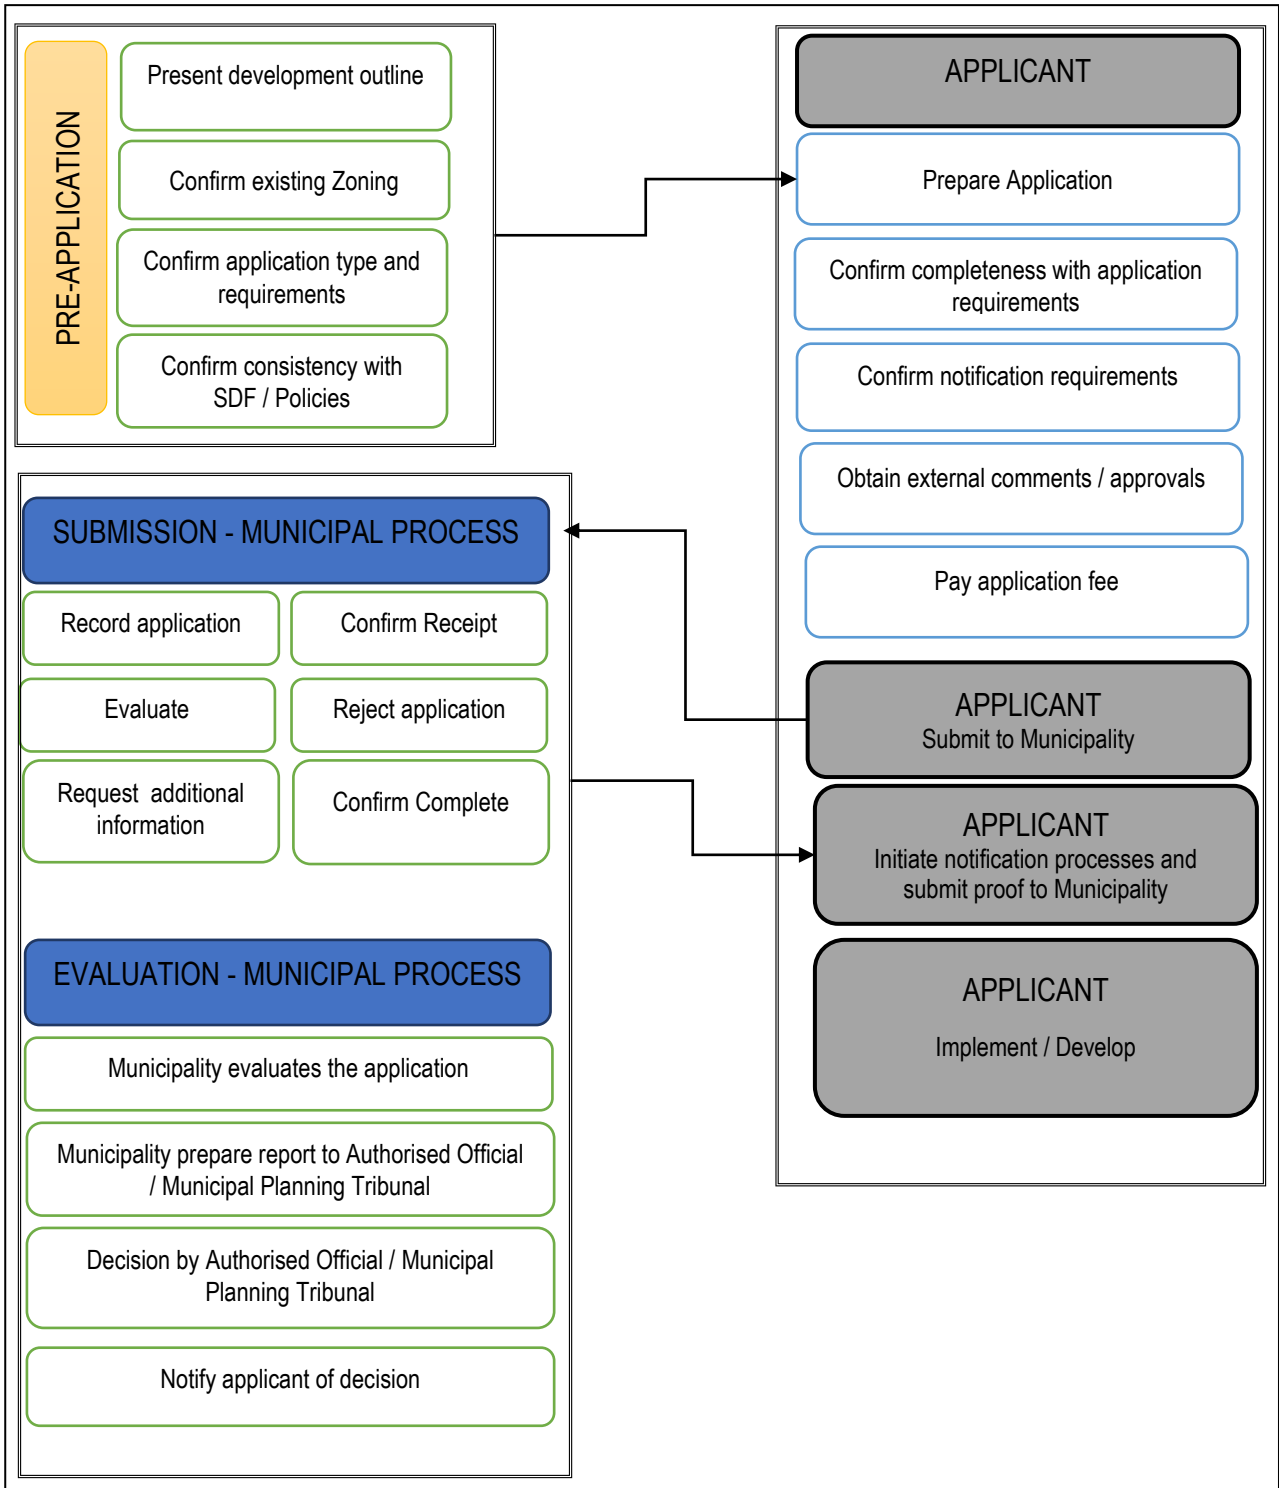 PRE-APPLICATION
Present development outline
Confirm existing Zoning
Confirm application type and
requirements
Confirm consistency with
SDF / Policies
APPLICANT
Prepare Application
Confirm completeness with application
requirements
Confirm notification requirements
Obtain external comments / approvals
Pay application fee
APPLICANT
Submit to Municipality
SUBMISSION - MUNICIPAL PROCESS
Record application
Confirm Receipt
Evaluate
Reject application
Request additional
information
Confirm Complete
APPLICANT
Initiate notification processes and
submit proof to Municipality
EVALUATION - MUNICIPAL PROCESS
Municipality evaluates the application
Municipality prepare report to Authorised Official
/ Municipal Planning Tribunal
Decision by Authorised Official / Municipal
Planning Tribunal
Notify applicant of decision
APPLICANT
Implement / Develop